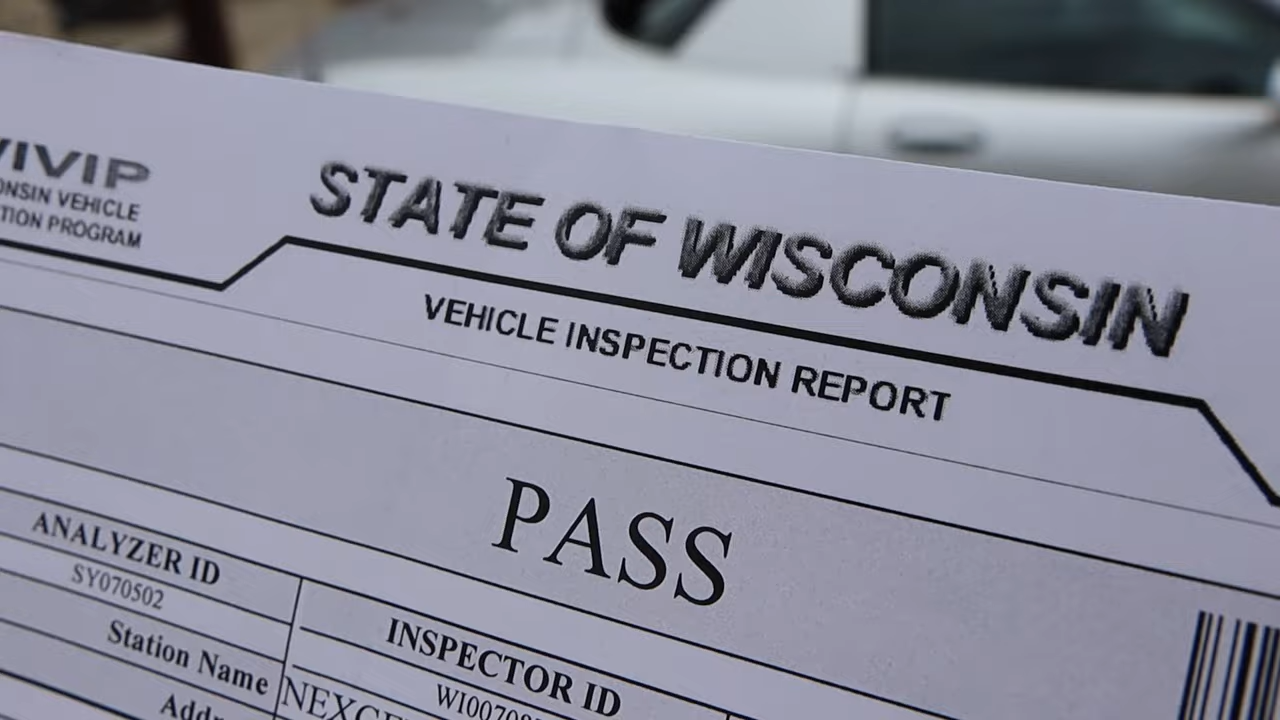 VIVIP
STATE OF WISCONSIN
ONSIN VEHICLE
TION PROGRAM
VEHICLE INSPECTION REPORT
PASS
ANALYZER ID
SY070502
INSPECTOR ID
Station Name